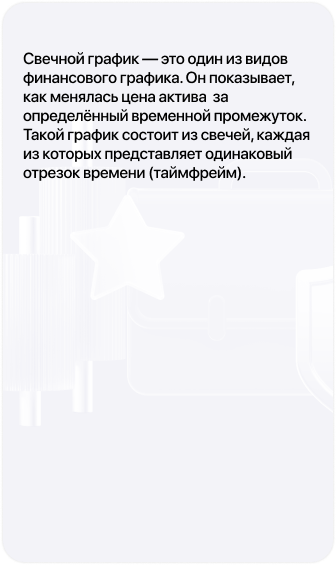 Свечной график — это один из видов
финансового графика. Он показывает,
как менялась цена актива  за
определённый временной промежуток.
Такой график состоит из свечей, каждая
из которых представляет одинаковый
отрезок времени (таймфрейм).